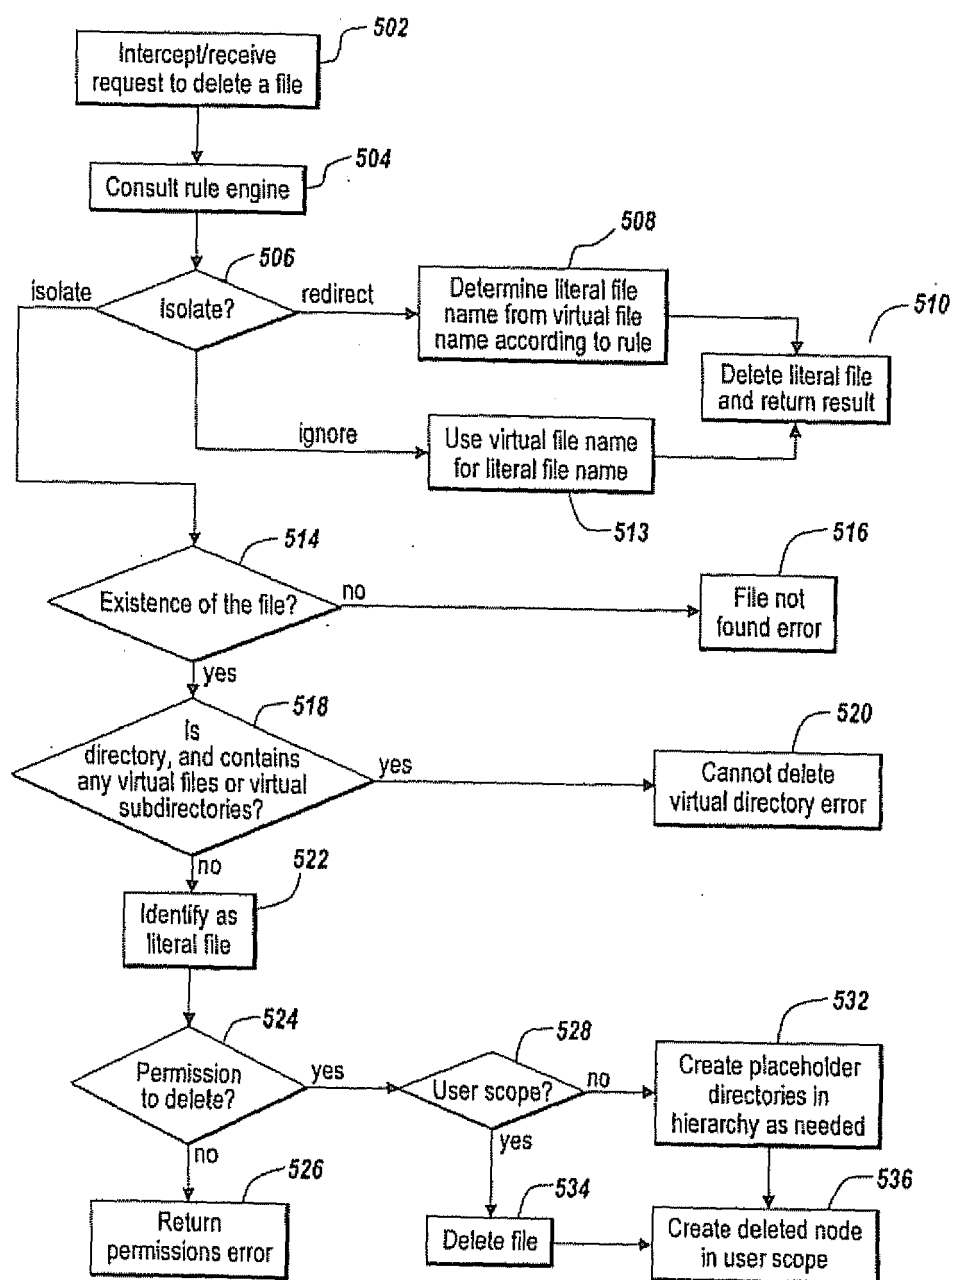 502
Intercept/receive
request to delete a file
504
Consult rule engine
506
508
isolate
Isolate?
redirect
Determine literal file
name from virtual file
name according to rule
510
Delete literal file
and return result
ignore
Use virtual file name
for literal file name
513
514
516
Existence of the file?
no
File not
found error
yes
518
520
Is
directory, and contains
any virtual files or virtual
subdirectories?
yes
Cannot delete
virtual directory error
no
522
Identify as
literal file
524
528
532
Permission
to delete?
yes
User scope?
no
Create placeholder
directories in
hierarchy as needed
yes
no
526
534
536
Return
permissions error
Delete file
Create deleted node
in user scope